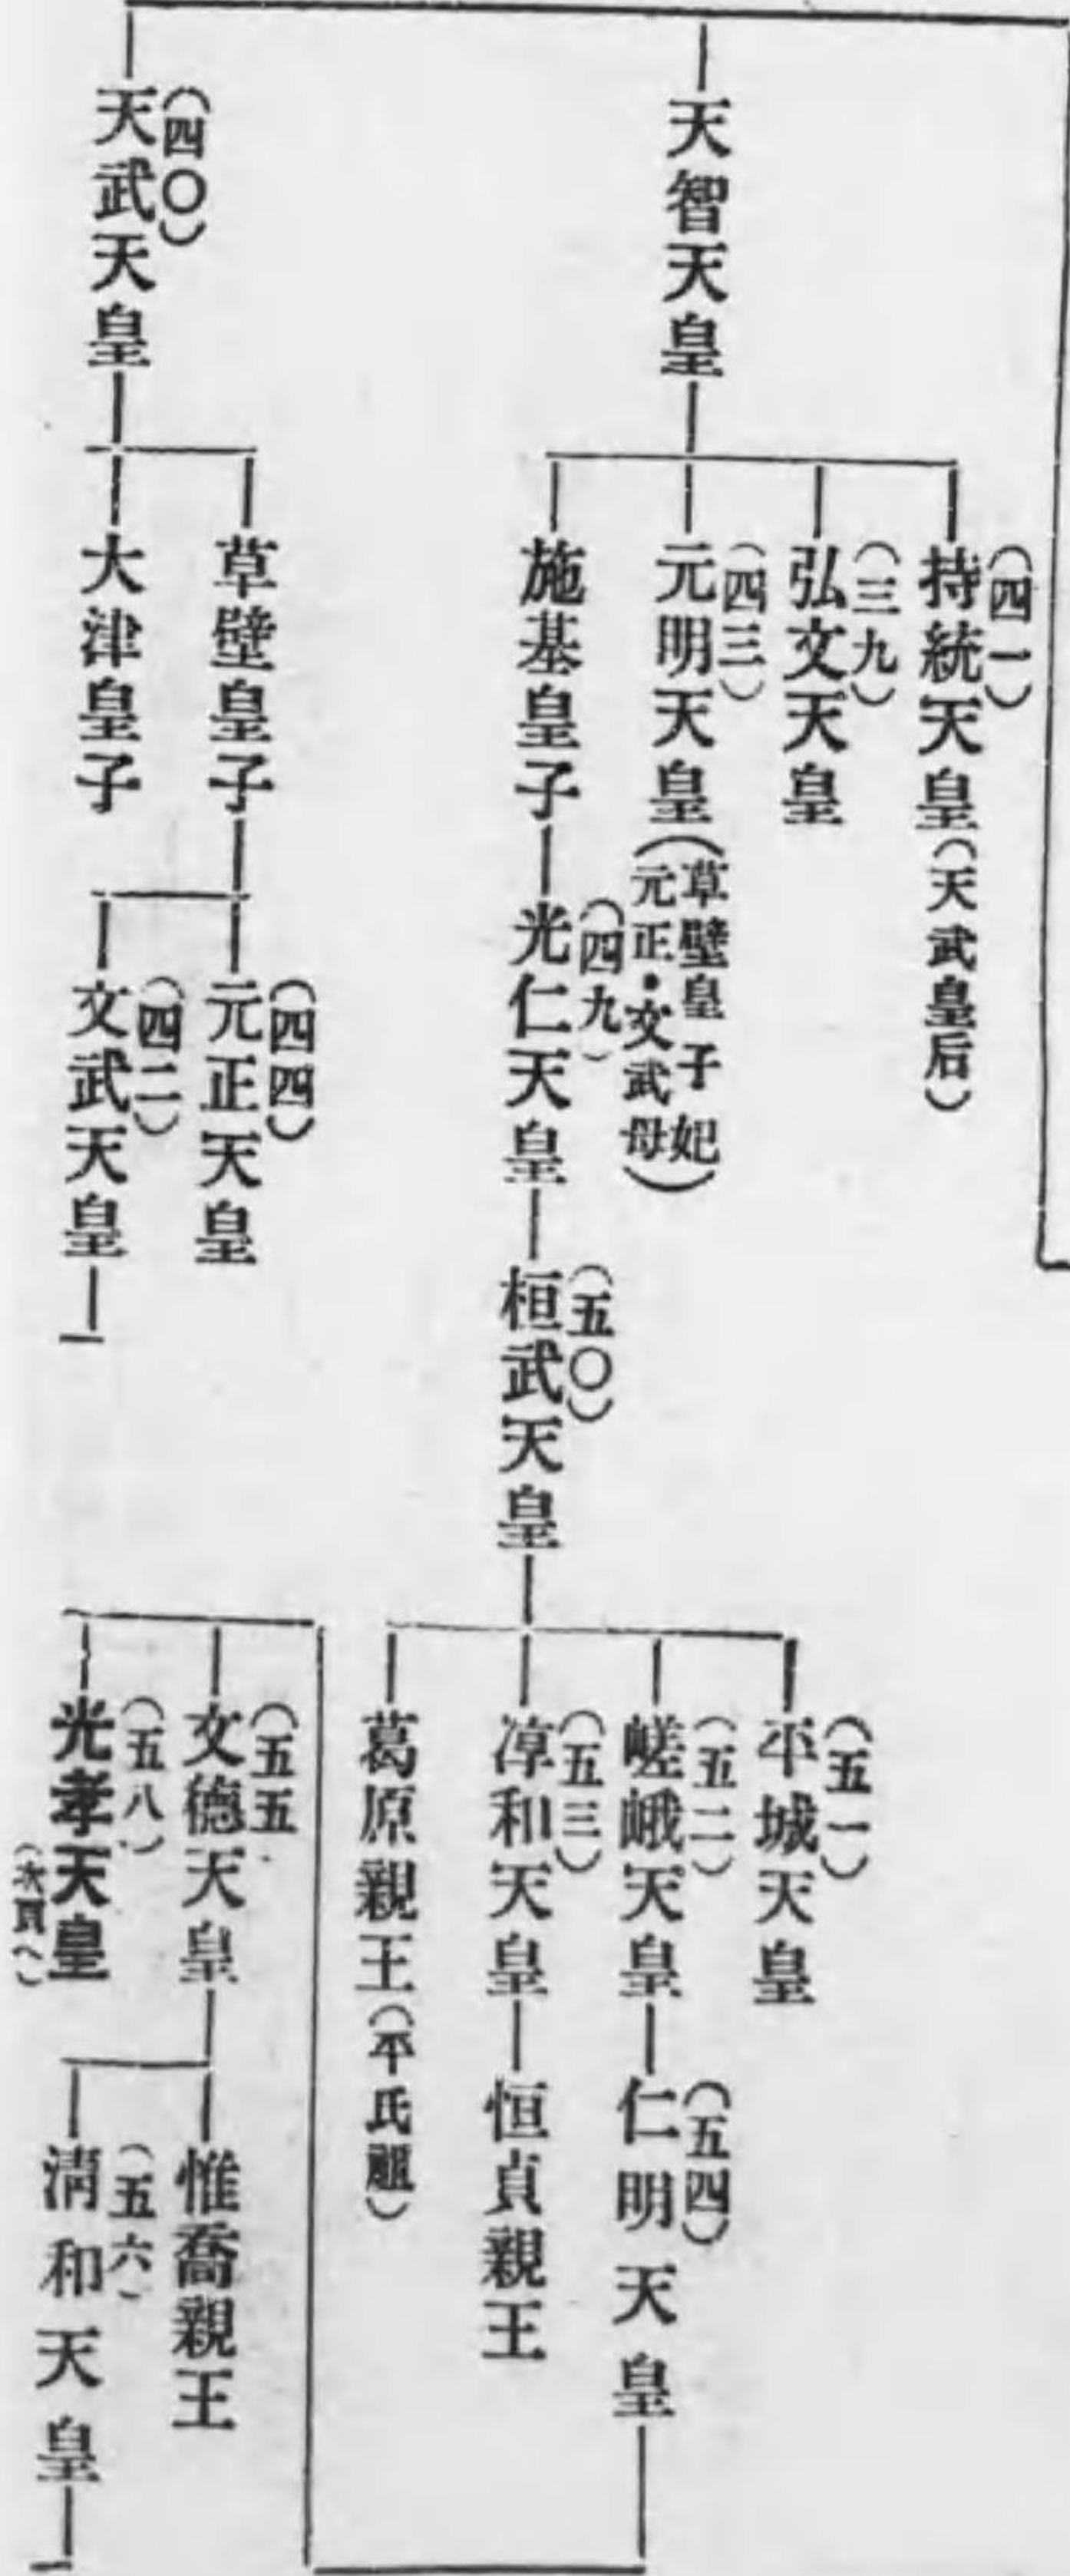 天智天皇
(四一)
持統天皇(天武皇后)
(三九)
弘文天皇
(四三)
元明天皇(草壁皇子妃
元正・文武母)
施基皇子
(四九)
光仁天皇
(五〇)
桓武天皇
(五一)
平城天皇
(五二)
嵯峨天皇
(五四)
仁明天皇
(五三)
淳和天皇
恒貞親王
葛原親王(平氏祖)
(五五
文德天皇
惟喬親王
(五六)
淸和天皇
(五八)
光孝天皇
(次頁へ)
(四〇)
天武天皇
草壁皇子
(四四)
元正天皇
(四二)
文武天皇
大津皇子